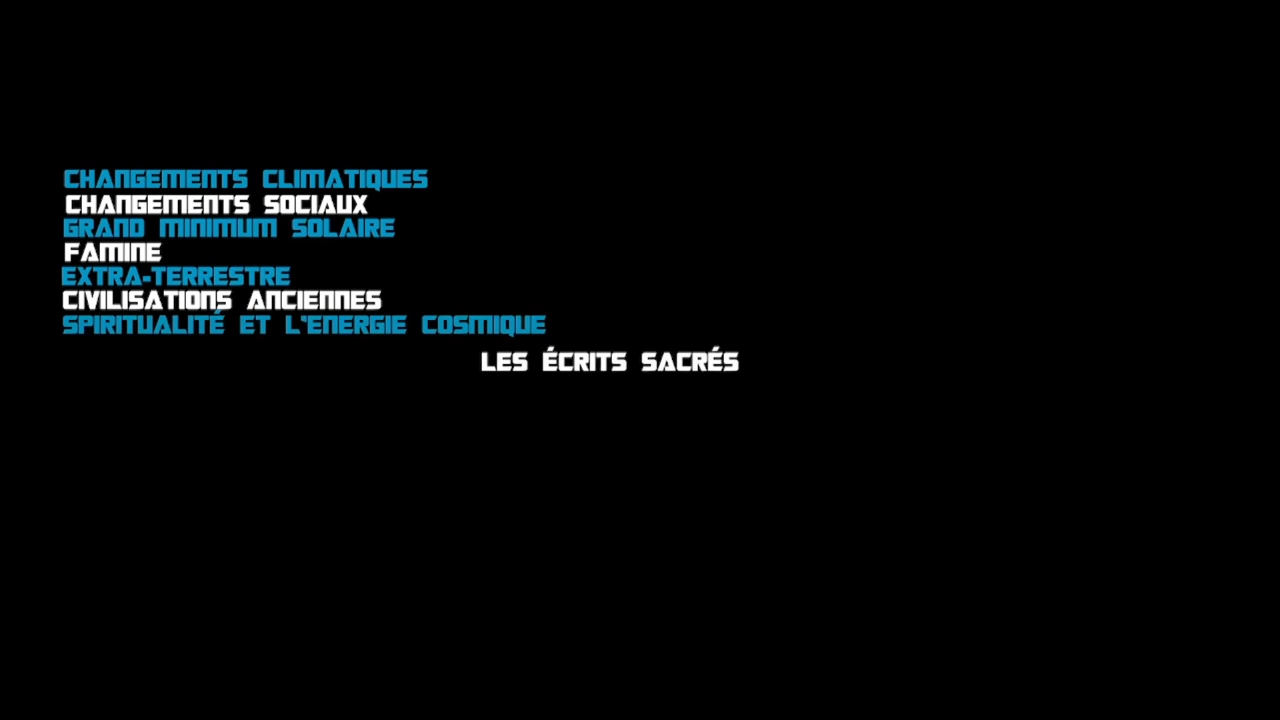 CHANGEMENTS CLIMATIQUES
CHANGEMENTS SOCIAUX
GRAND MINIMUM SOLAIRE
FAMINE
EXTRA-TERRESTRE
CIVILISATIONS ANCIENNES
SPIRITUALITÉ ET L'ENERGIE COSMIQUE
LES ÉCRITS SACRÉS